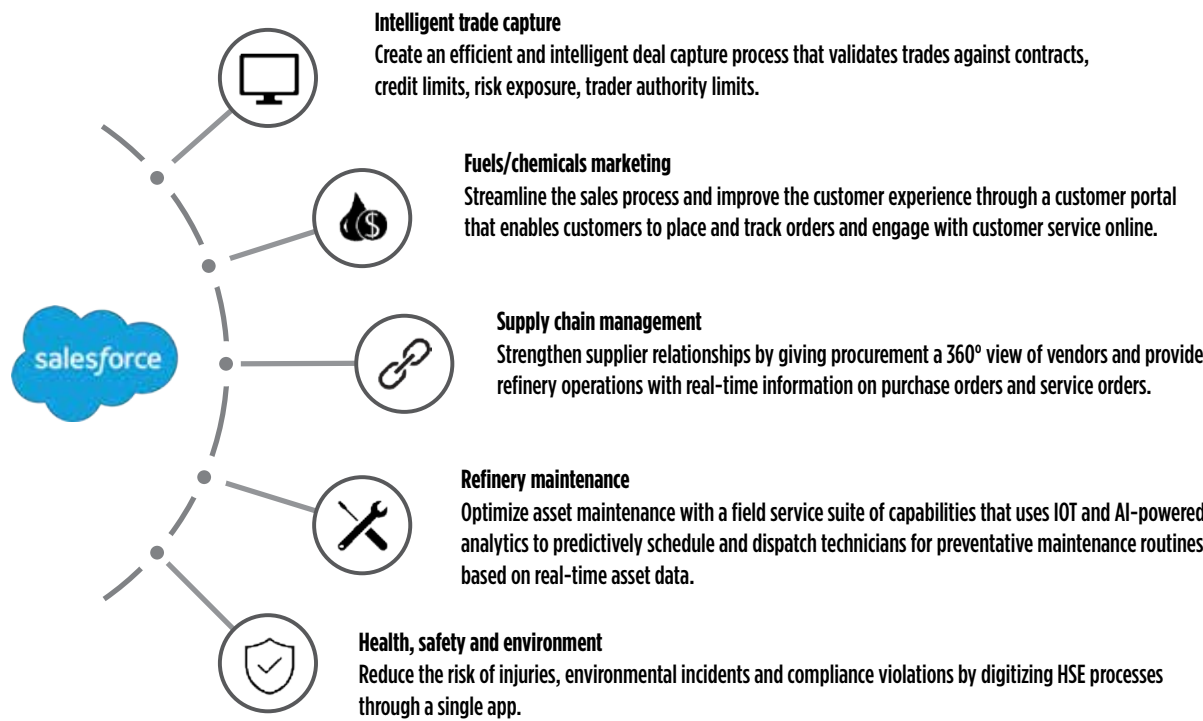 Intelligent trade capture
Create an efficient and intelligent deal capture process that validates trades against contracts,
credit limits, risk exposure, trader authority limits.
Fuels/chemicals marketing
Streamline the sales process and improve the customer experience through a customer portal
that enables customers to place and track orders and engage with customer service online.
$
salesforce
Supply chain management
Strengthen supplier relationships by giving procurement a 360º view of vendors and provide
refinery operations with real-time information on purchase orders and service orders.
Refinery maintenance
Optimize asset maintenance with a field service suite of capabilities that uses IOT and AI-powered
analytics to predictively schedule and dispatch technicians for preventative maintenance routines
based on real-time asset data.
Health, safety and environment
Reduce the risk of injuries, environmental incidents and compliance violations by digitizing HSE processes
through a single app.